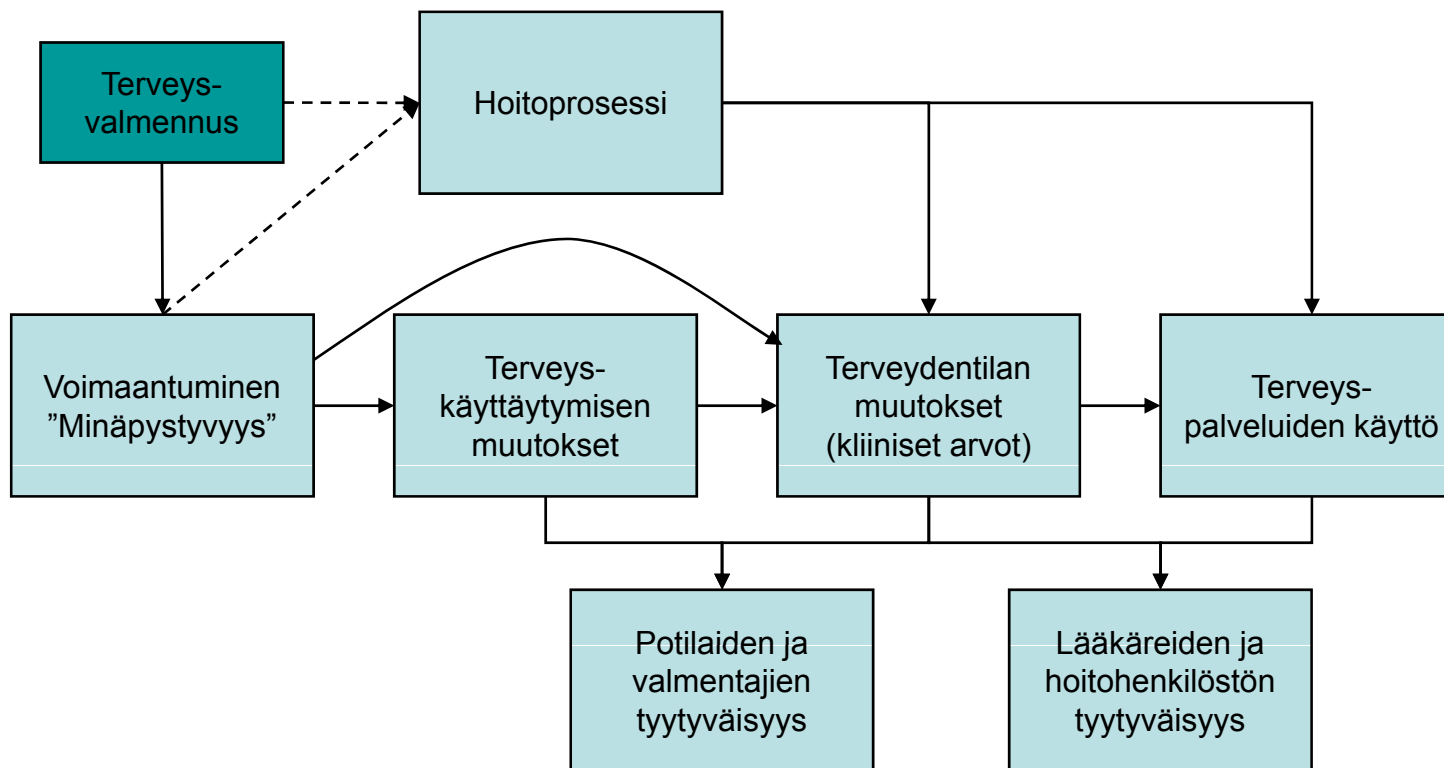 Terveys-
valmennus
Hoitoprosessi
Voimaantuminen
”Minäpystyvyys”
Terveys-
käyttäytymisen
muutokset
Terveydentilan
muutokset
(kliiniset arvot)
Terveys-
palveluiden käyttö
Potilaiden ja
valmentajien
tyytyväisyys
Lääkäreiden ja
hoitohenkilöstön
tyytyväisyys